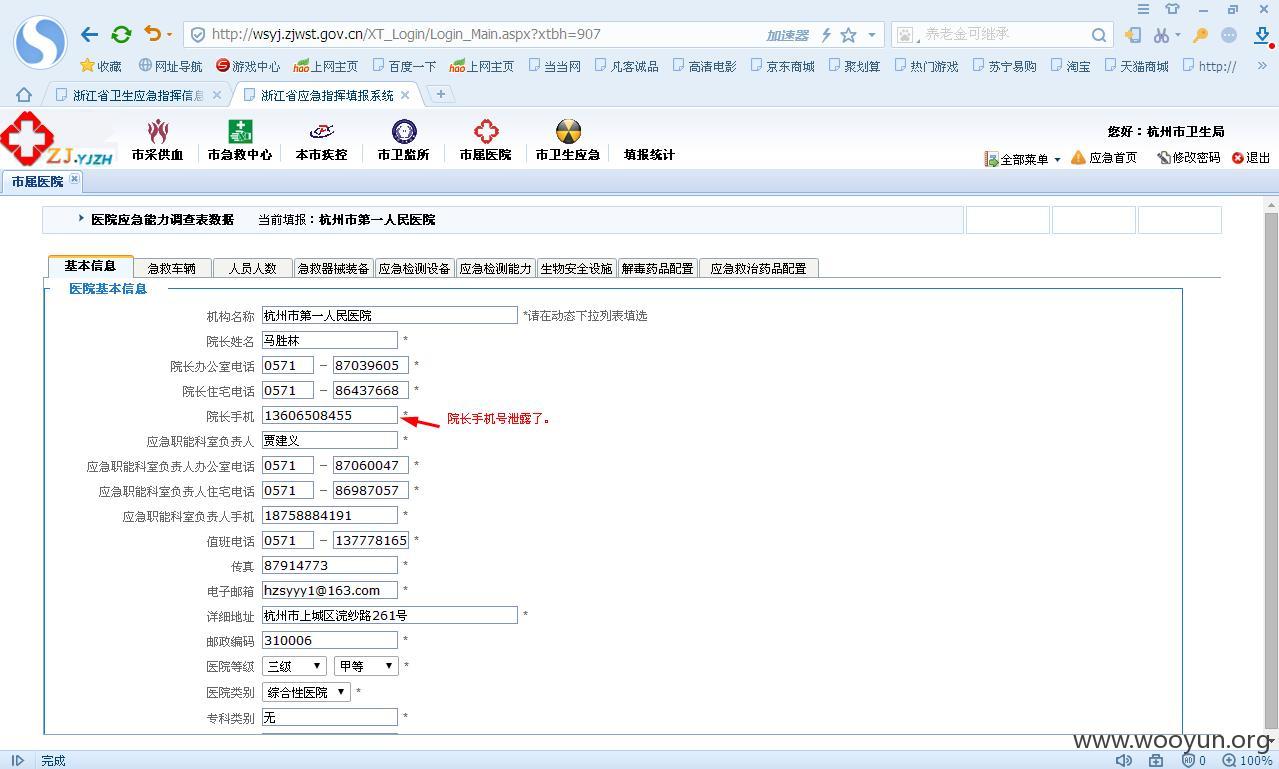 http://wsyj.zjwst.gov.cn/XT_Login/Login_Main.aspx?xtbh=907 加速器 养老金可继承
收藏 网址导航 游戏中心 hao上网主页 百度一下 hao上网主页 当当网 凡客诚品 高清电影 京东商城 聚划算 热门游戏 苏宁易购 淘宝 天猫商城 http://
浙江省卫生应急指挥信息 浙江省应急指挥填报系统
ZJ.YJZH 市采供血 市急救中心 本市疾控 市卫监所 市属医院 市卫生应急 填报统计
您好：杭州市卫生局
全部菜单 应急首页 修改密码 退出
市属医院
医院应急能力调查表数据 当前填报：杭州市第一人民医院
基本信息 急救车辆 人员人数 急救器械装备 应急检测设备 应急检测能力 生物安全设施 解毒药品配置 应急救治药品配置
医院基本信息
机构名称 杭州市第一人民医院 *请在动态下拉列表填选
院长姓名 马胜林 *
院长办公室电话 0571 - 87039605 *
院长住宅电话 0571 - 86437668 *
院长手机 13606508455 * 院长手机号泄露了。
应急职能科室负责人 贾建义 *
应急职能科室负责人办公室电话 0571 - 87060047 *
应急职能科室负责人住宅电话 0571 - 86987057 *
应急职能科室负责人手机 18758884191 *
值班电话 0571 - 137778165 *
传真 87914773 *
电子邮箱 hzsyyy1@163.com *
详细地址 杭州市上城区浣纱路261号 *
邮政编码 310006 *
医院等级 三级 甲等 *
医院类别 综合性医院 *
专科类别 无 *
www.wooyun.org
完成 0 100%